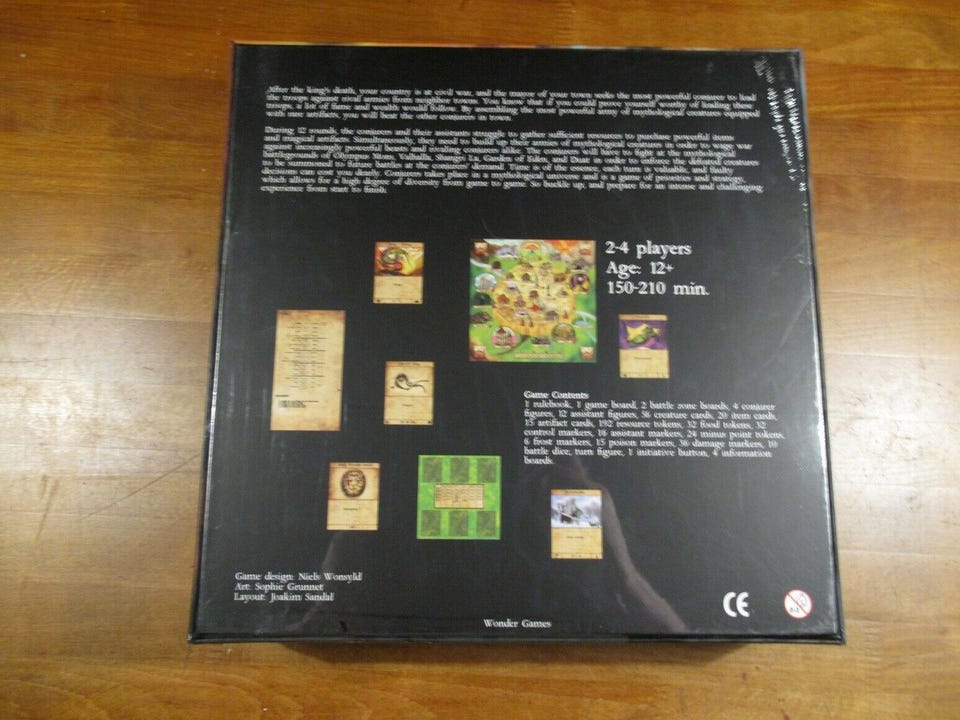 After the king's death, your country is at civil war, and the mayor of your town seeks the most powerful conjurer to lead
the troops against rival armies from neighbor towns. You know that if you could prove yourself worthy of leading these
troops, a lot of fame and wealth would follow. By assembling the most powerful army of mythological creatures equipped
with rare artifacts, you will beat the other conjurers in town.
During 12 rounds, the conjurers and their assistants struggle to gather sufficient resources to purchase powerful items
and magical artifacts. Simultaneously, they need to build up their armies of mythological creatures in order to wage war
against increasingly powerful beasts and rivaling conjurers alike. The creatures will have to fight at the mythological
battlegrounds of Olympus Mons, Valhalla, Shangri La, Garden of Eden, and Duat in order to enforce the defeated creatures
to be summoned to future battles at the conjurers' demand. Time is of the essence, each turn is valuable, and faulty
decisions can cost you dearly. Conjurers takes place in a mythological universe and is a game of priorities and strategy,
which allows for a high degree of diversity from game to game. So buckle up, and prepare for an intense and challenging
experience from start to finish.
2-4 players
Age: 12+
150-210 min.
Game Contents
1 rulebook, 1 game board, 2 battle zone boards, 4 conjurer
figures, 12 assistant figures, 36 creature cards, 20 item cards,
15 artifact cards, 192 resource tokens, 32 food tokens, 32
control markers, 16 assistant markers, 24 minus point tokens,
6 frost markers, 15 poison markers, 36 damage markers, 10
battle dice, turn figure, 1 initiative button, 4 information
boards.
Game design: Niels Wonsyld
Art: Sophie Grunnet
Layout: Joakim Sandal
Wonder Games
CE
0-3